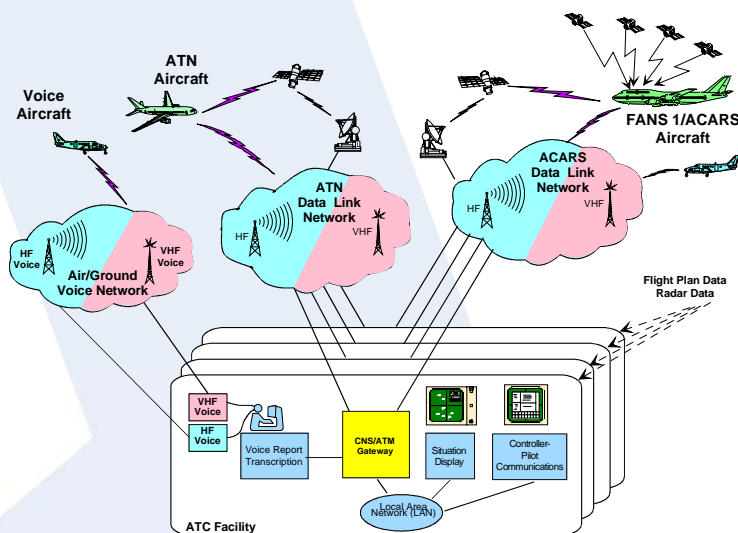 ATN
Aircraft
Voice
Aircraft
FANS 1/ACARS
Aircraft
ACARS
Data Link
Network
HF
VHF
ATN
Data Link
Network
HF
VHF
HF
Voice
VHF
Voice
Air/Ground
Voice Network
Flight Plan Data
Radar Data
VHF
Voice
HF
Voice
Voice Report
Transcription
CNS/ATM
Gateway
Situation
Display
Controller-
Pilot
Communications
Local Area
Network (LAN)
ATC Facility